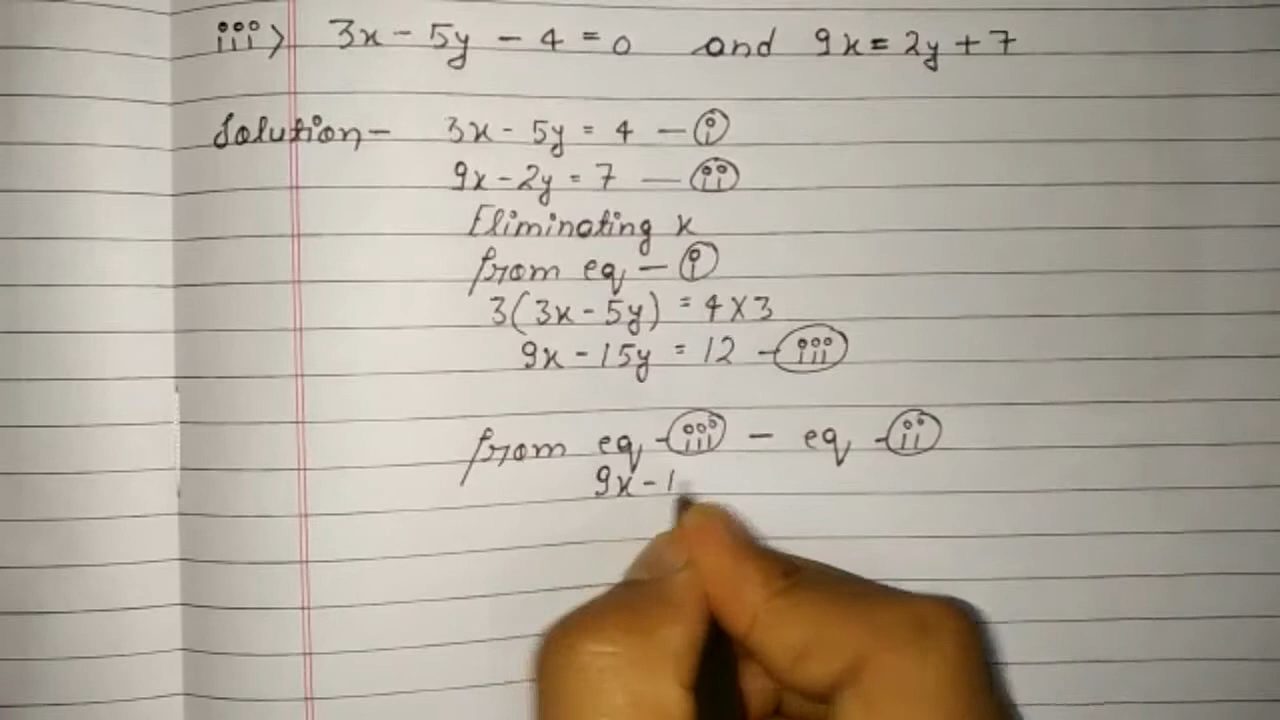 iii> 3x - 5y - 4 = 0 and 9x = 2y + 7
Solution - 3x - 5y = 4 - (i)
9x - 2y = 7 - (ii)
Eliminating x
from eq - (i)
3(3x - 5y) = 4 x 3
9x - 15y = 12 - (iii)
from eq - (iii) - eq - (ii)
9x - 1